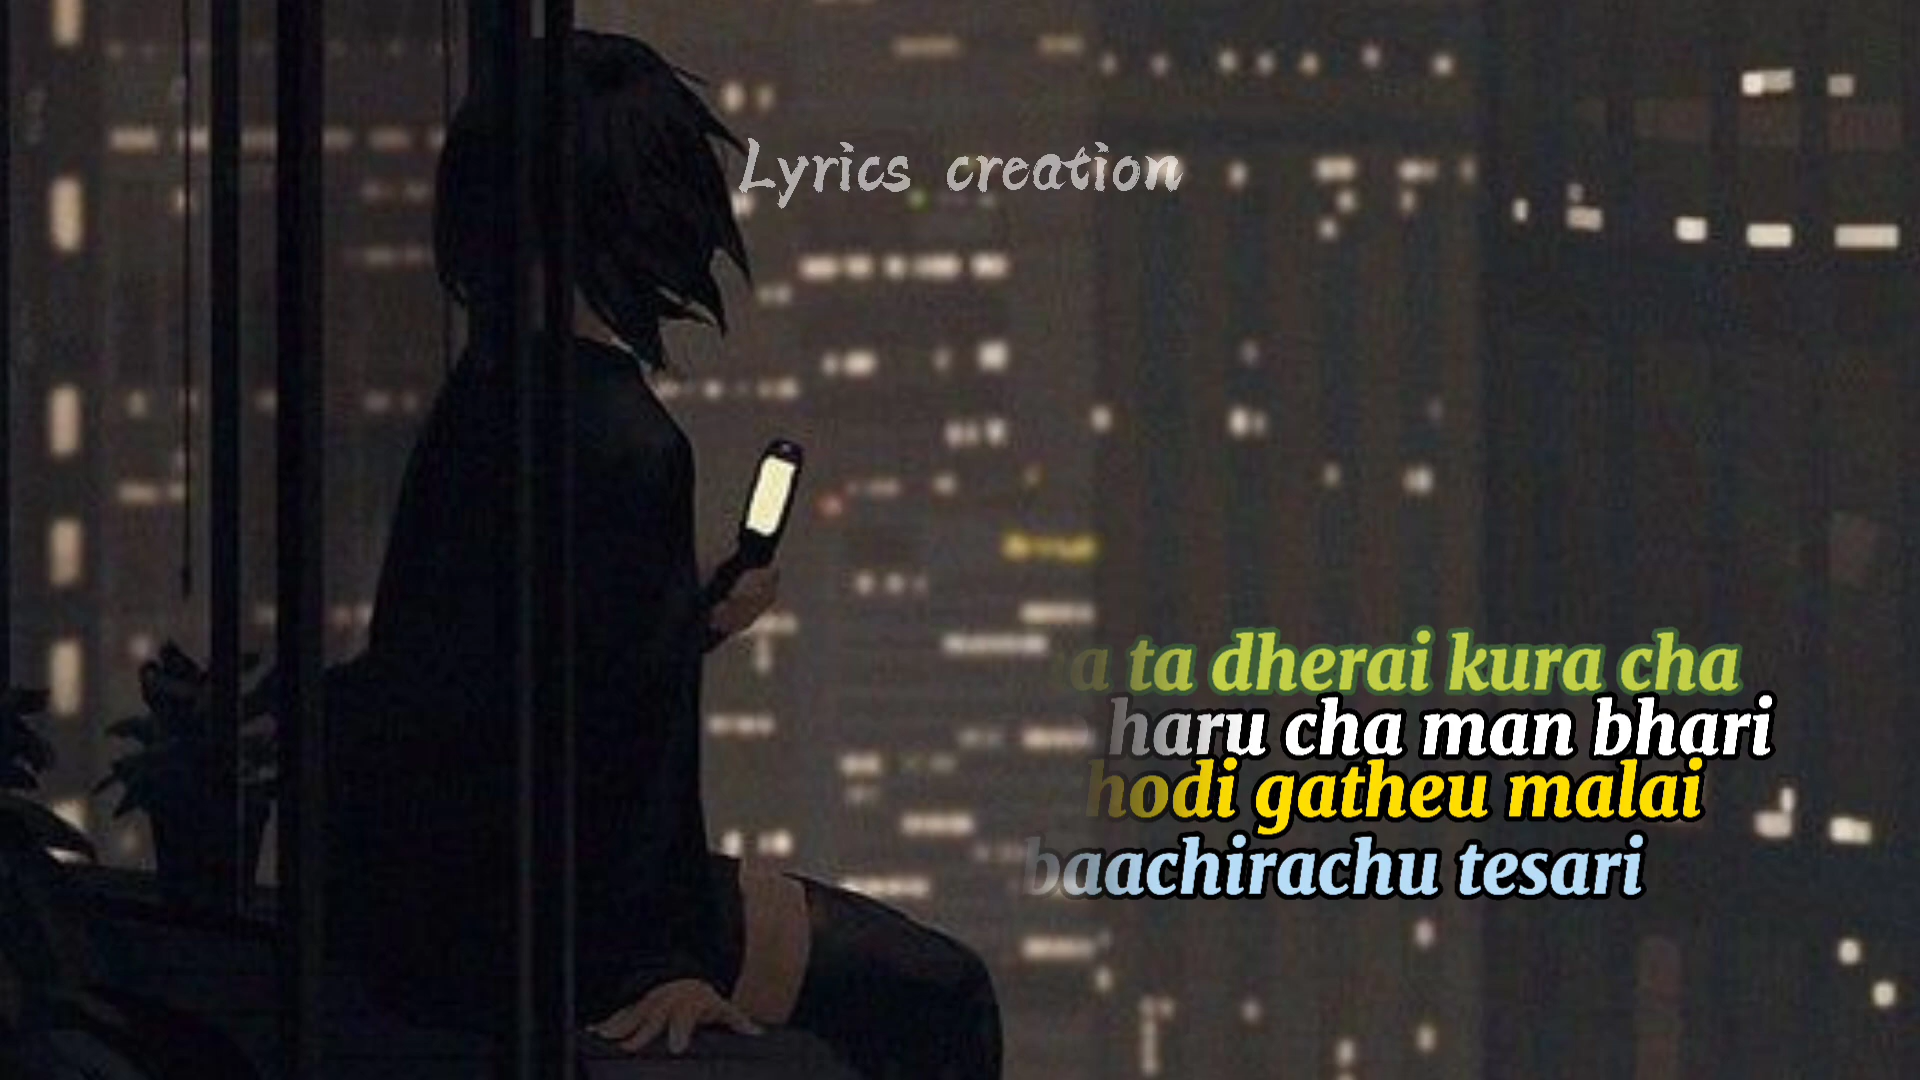 Lyrics creation
a ta dherai kura cha
haru cha man bhari
hodi gatheu malai
baachirachu tesari